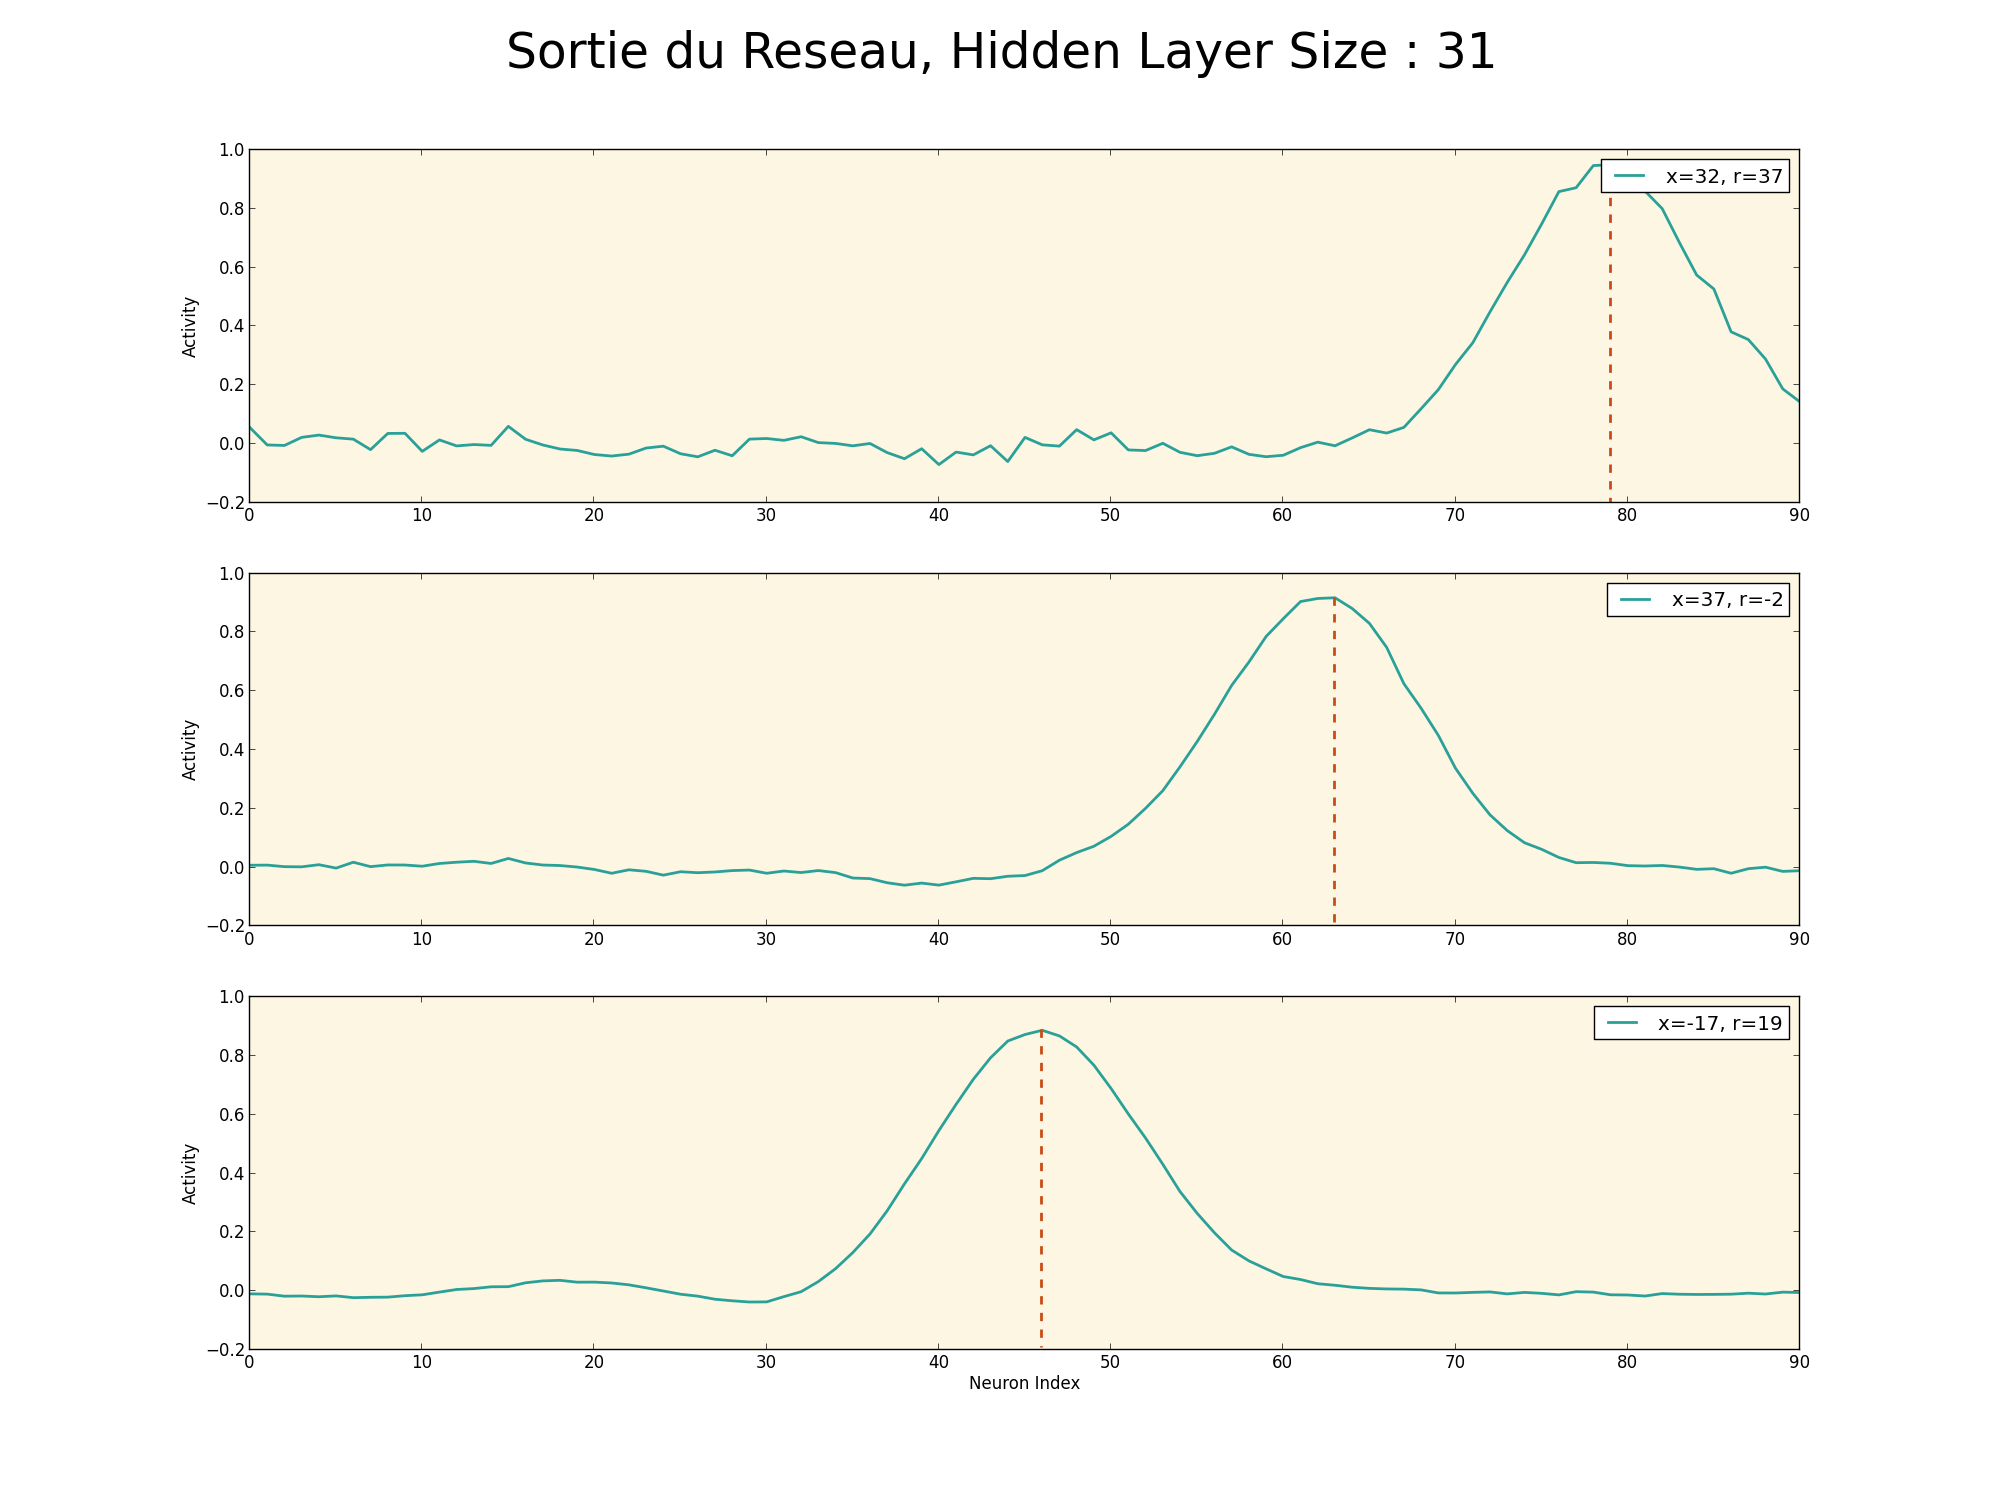 Sortie du Reseau, Hidden Layer Size : 31
1.0
0.8
0.6
0.4
0.2
0.0
−0.2
Activity
x=32, r=37
0 10 20 30 40 50 60 70 80 90
1.0
0.8
0.6
0.4
0.2
0.0
−0.2
Activity
x=37, r=-2
0 10 20 30 40 50 60 70 80 90
1.0
0.8
0.6
0.4
0.2
0.0
−0.2
Activity
x=-17, r=19
0 10 20 30 40 50 60 70 80 90
Neuron Index